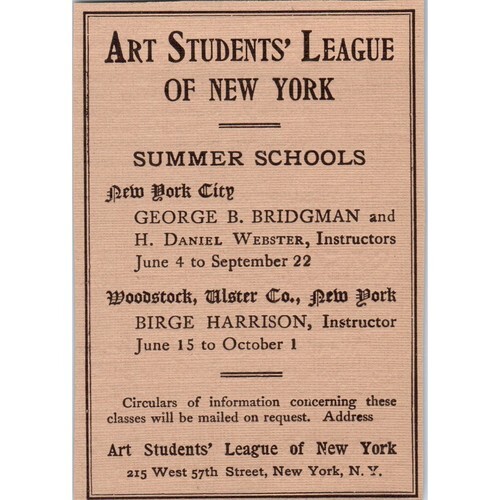 ART STUDENTS' LEAGUE
OF NEW YORK
SUMMER SCHOOLS
New York City
GEORGE B. BRIDGMAN and
H. DANIEL WEBSTER, Instructors
June 4 to September 22
Woodstock, Ulster Co., New York
BIRGE HARRISON, Instructor
June 15 to October 1
Circulars of information concerning these
classes will be mailed on request. Address
Art Students' League of New York
215 West 57th Street, New York, N. Y.